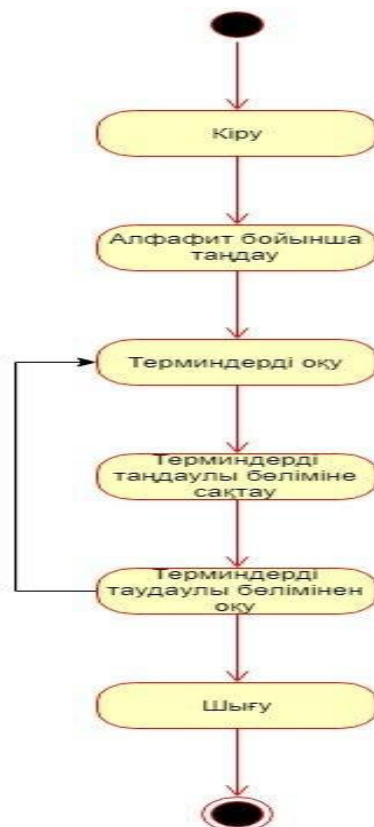 Кіру
Алфафит бойынша
таңдау
Терминдерді оқу
Терминдерді
таңдаулы бөліміне
сақтау
Терминдерді
таудаулы бөлімінен
оқу
Шығу